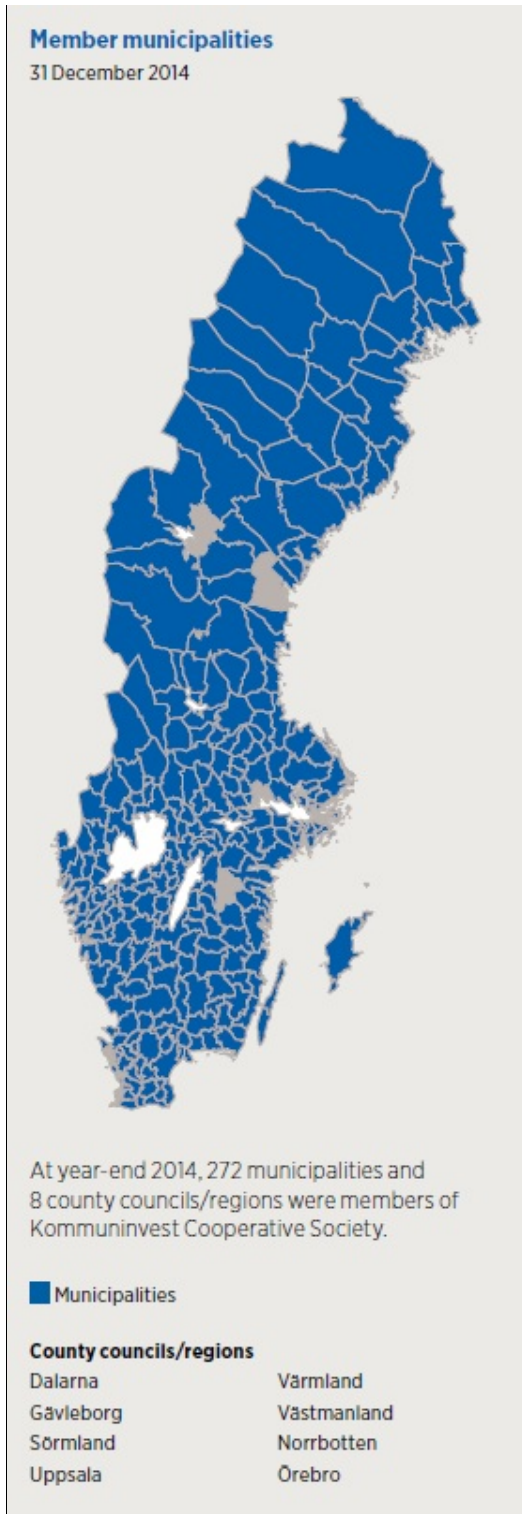 Member municipalities
31 December 2014
At year-end 2014, 272 municipalities and
8 county councils/regions were members of
Kommuninvest Cooperative Society.
Municipalities
County councils/regions
Dalarna
Gävleborg
Sörmland
Uppsala
Värmland
Västmanland
Norrbotten
Örebro